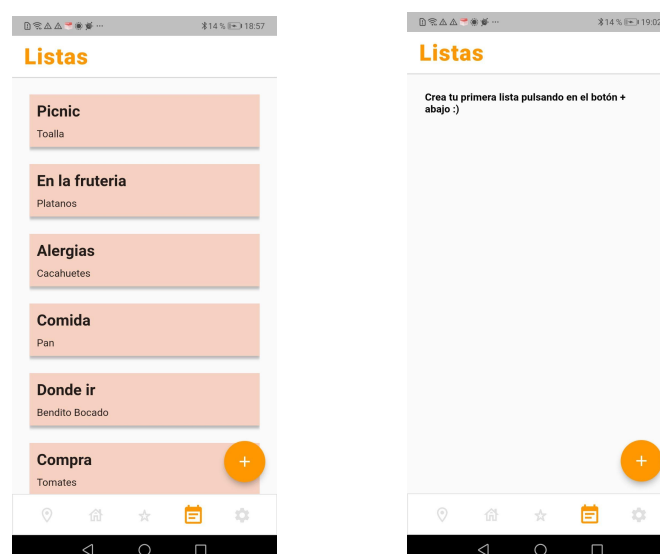 14 % 18:57
Listas
Picnic
Toalla
En la fruteria
Platanos
Alergias
Cacahuetes
Comida
Pan
Donde ir
Bendito Bocado
Compra
Tomates
14 % 19:02
Listas
Crea tu primera lista pulsando en el botón +
abajo :)